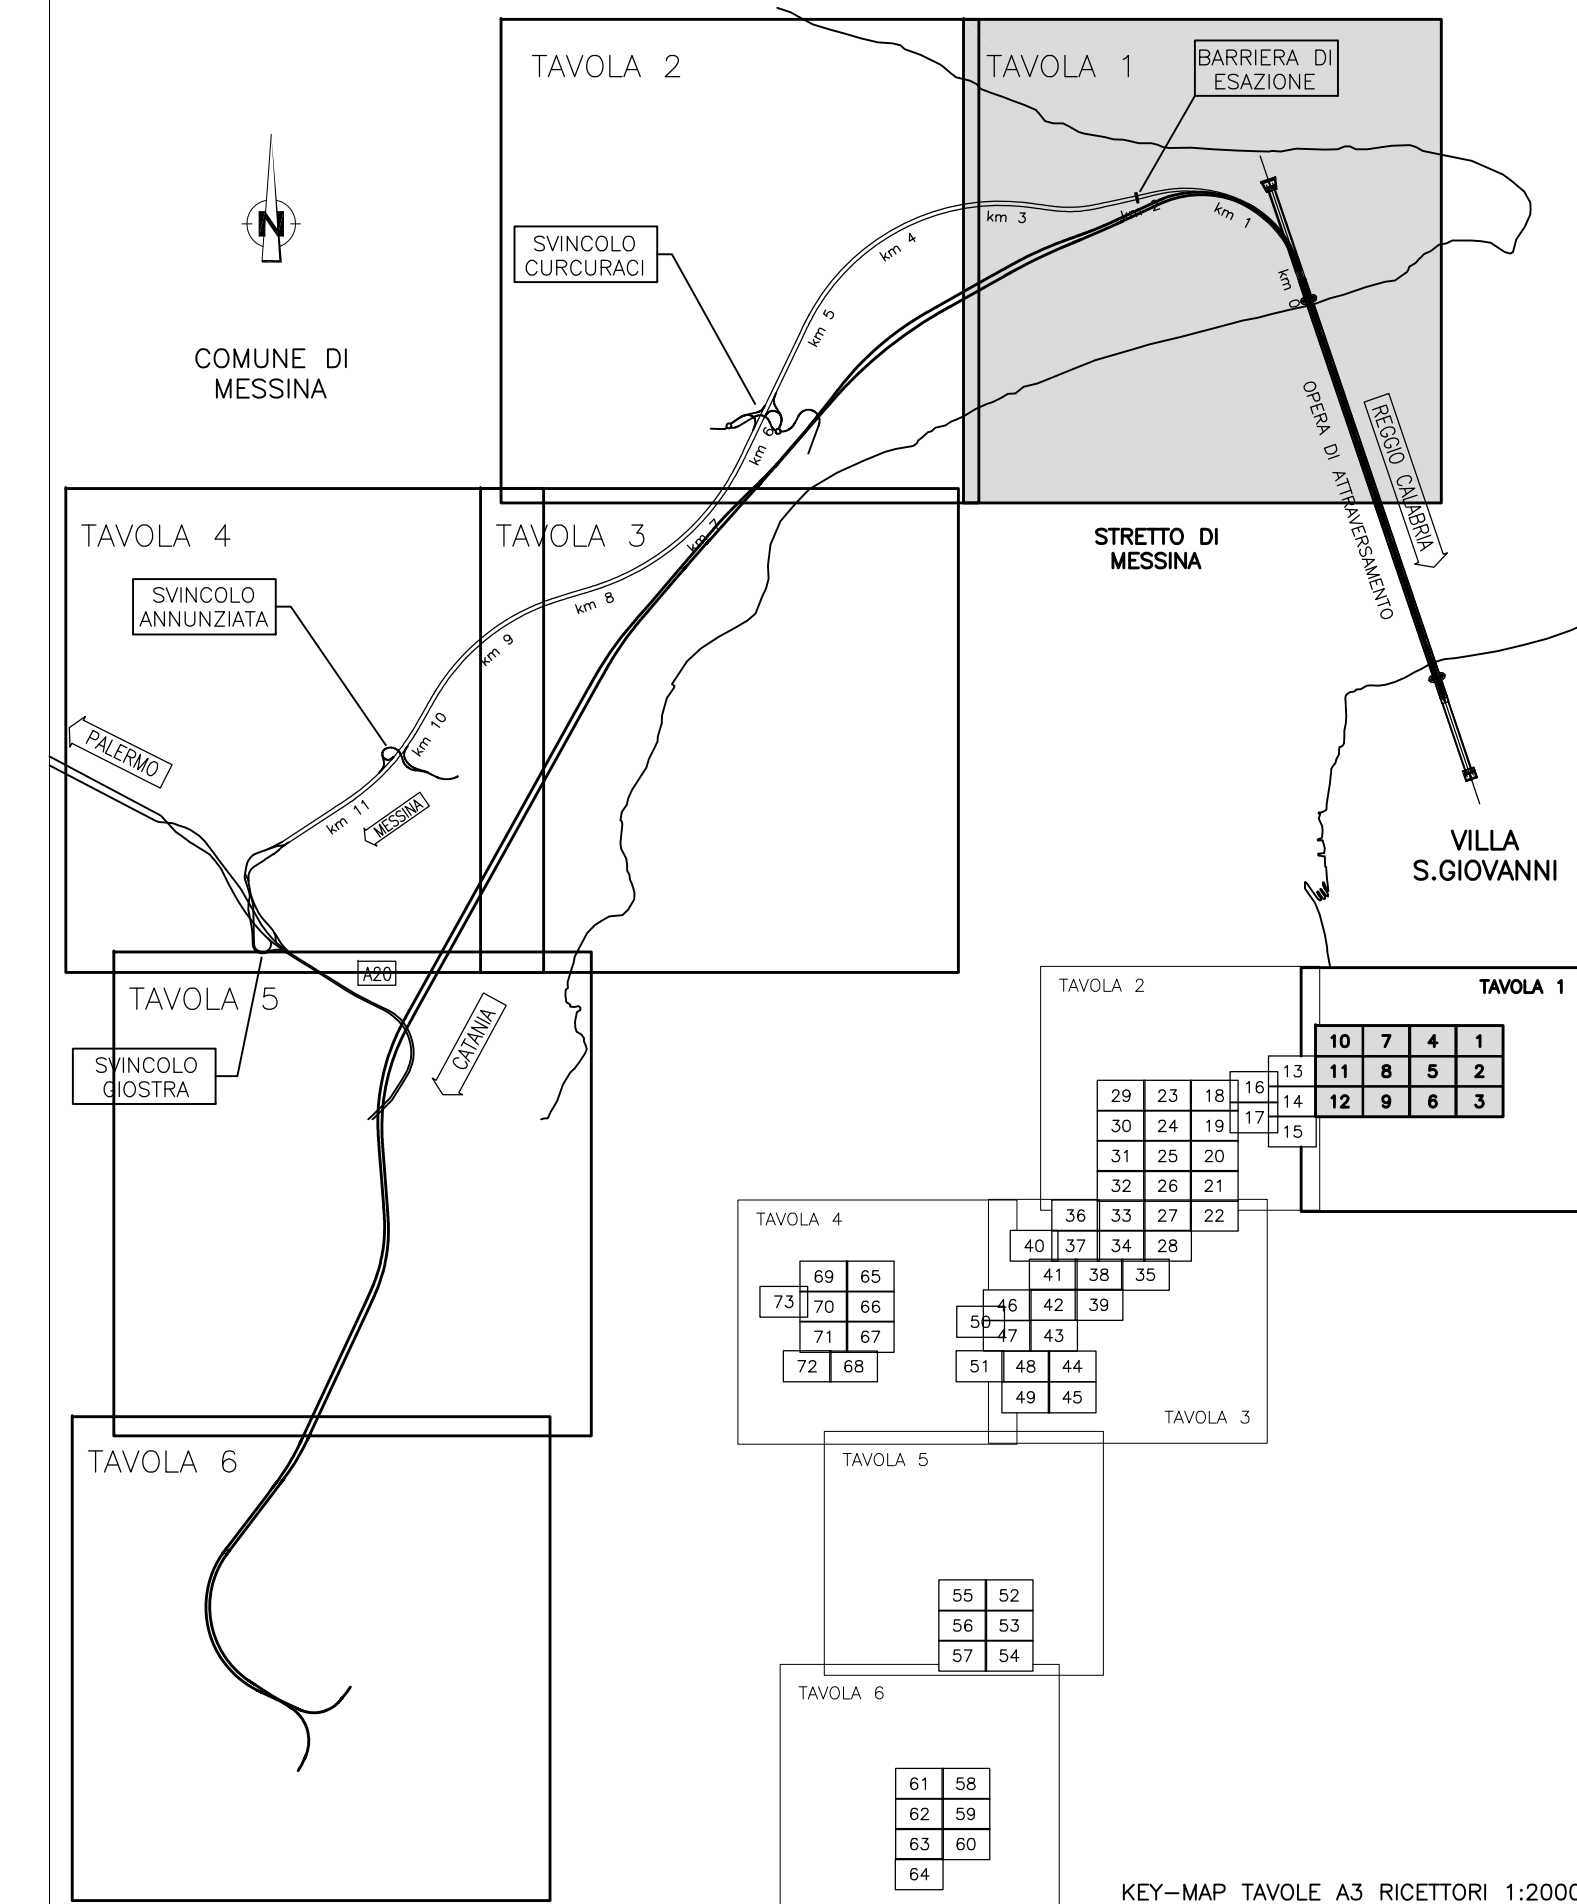 TAVOLA 2
TAVOLA 1
BARRIERA DI
ESAZIONE
N
SVINCOLO
CURCURACI
km 0
km 1
km 2
km 3
km 4
km 5
km 6
km 7
km 8
km 9
km 10
km 11
COMUNE DI
MESSINA
OPERA DI ATTRAVERSAMENTO
REGGIO CALABRIA
STRETTO DI
MESSINA
TAVOLA 4
TAVOLA 3
SVINCOLO
ANNUNZIATA
PALERMO
MESSINA
VILLA
S.GIOVANNI
A20
TAVOLA 5
CATANIA
SVINCOLO
GIOSTRA
TAVOLA 6
TAVOLA 2
TAVOLA 1
10 7 4 1
11 8 5 2
12 9 6 3
13
14
15
16
17
29 23 18
30 24 19
31 25 20
32 26 21
36 33 27 22
40 37 34 28
41 38 35
46 42 39
50
47 43
51 48 44
49 45
TAVOLA 3
TAVOLA 4
69 65
73
70 66
71 67
72 68
TAVOLA 5
55 52
56 53
57 54
TAVOLA 6
61 58
62 59
63 60
64
KEY-MAP TAVOLE A3 RICETTORI 1:2000